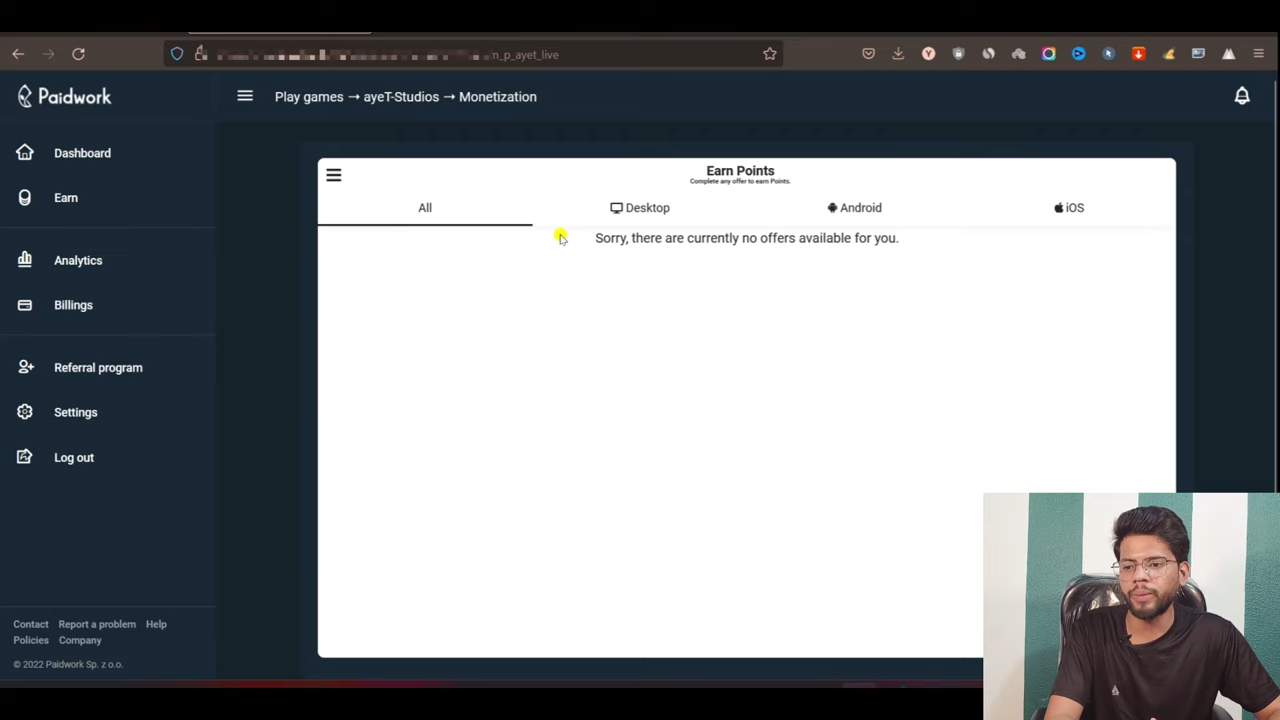 n_p_ayet_live
Paidwork
Play games → ayeT-Studios → Monetization
Dashboard
Earn
Analytics
Billings
Referral program
Settings
Log out
Contact Report a problem Help
Policies Company
© 2022 Paidwork Sp. z o.o.
Earn Points
Complete any offer to earn Points.
All Desktop Android iOS
Sorry, there are currently no offers available for you.